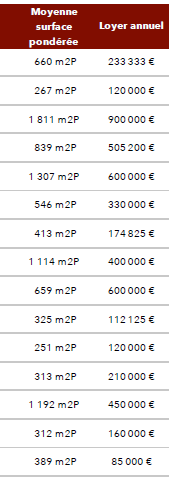 Moyenne
surface
pondérée
Loyer annuel
660 m2P 233 333 €
267 m2P 120 000 €
1 811 m2P 900 000 €
839 m2P 505 200 €
1 307 m2P 600 000 €
546 m2P 330 000 €
413 m2P 174 825 €
1 114 m2P 400 000 €
659 m2P 600 000 €
325 m2P 112 125 €
251 m2P 120 000 €
313 m2P 210 000 €
1 192 m2P 450 000 €
312 m2P 160 000 €
389 m2P 85 000 €